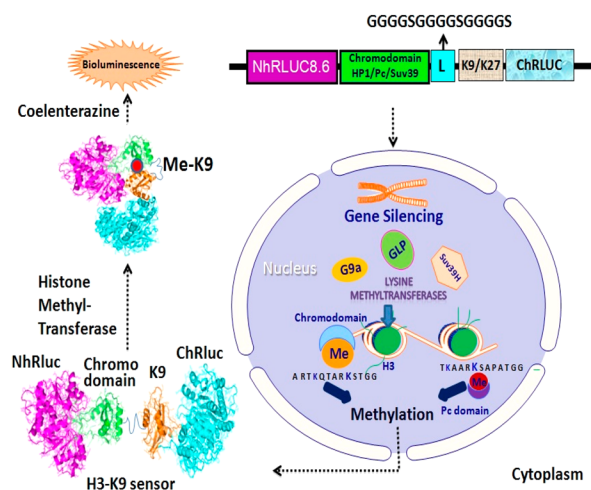 GGGGSGGGGSGGGGS
NhRLUC8.6
Chromodomain
HP1/Pc/Suv39
L
K9/K27
ChRLUC
Bioluminescence
Coelenterazine
Me-K9
Histone
Methyl-
Transferase
NhRluc
Chromo
domain
K9
ChRluc
H3-K9 sensor
Gene Silencing
Nucleus
GLP
G9a
Suv39H
LYSINE
METHYLTRANSFERASES
Chromodomain
Me
H3
ARTKQTARKSTGG
TKAARKSAPATGG
Me
Pc domain
Methylation
Cytoplasm